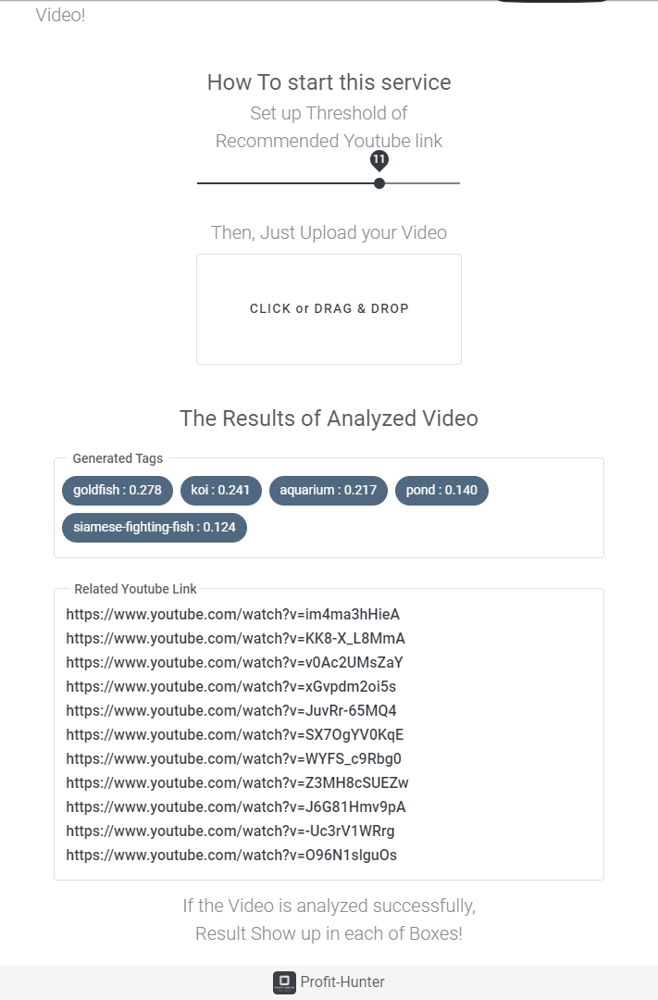 Video!
How To start this service
Set up Threshold of
Recommended Youtube link
11
Then, Just Upload your Video
CLICK or DRAG & DROP
The Results of Analyzed Video
Generated Tags
goldfish : 0.278 koi : 0.241 aquarium : 0.217 pond : 0.140
siamese-fighting-fish : 0.124
Related Youtube Link
https://www.youtube.com/watch?v=im4ma3hHieA
https://www.youtube.com/watch?v=KK8-X_L8MmA
https://www.youtube.com/watch?v=v0Ac2UMsZaY
https://www.youtube.com/watch?v=xGvpdm2oi5s
https://www.youtube.com/watch?v=JuvRr-65MQ4
https://www.youtube.com/watch?v=SX7OgYV0KqE
https://www.youtube.com/watch?v=WYFS_c9Rbg0
https://www.youtube.com/watch?v=Z3MH8cSUEZw
https://www.youtube.com/watch?v=J6G81Hmv9pA
https://www.youtube.com/watch?v=-Uc3rV1WRrg
https://www.youtube.com/watch?v=O96N1slguOs
If the Video is analyzed successfully,
Result Show up in each of Boxes!
Profit-Hunter